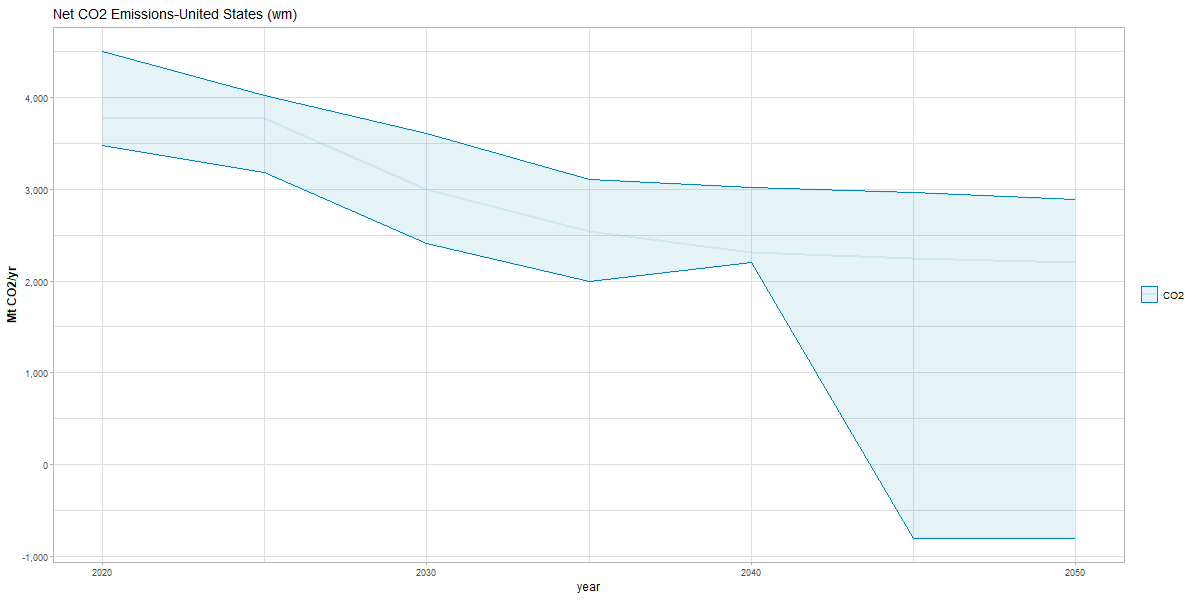 Net CO2 Emissions-United States (wm)
Mt CO2/yr
4,000
3,000
2,000
1,000
0
-1,000
2020
2030
2040
2050
year
CO2